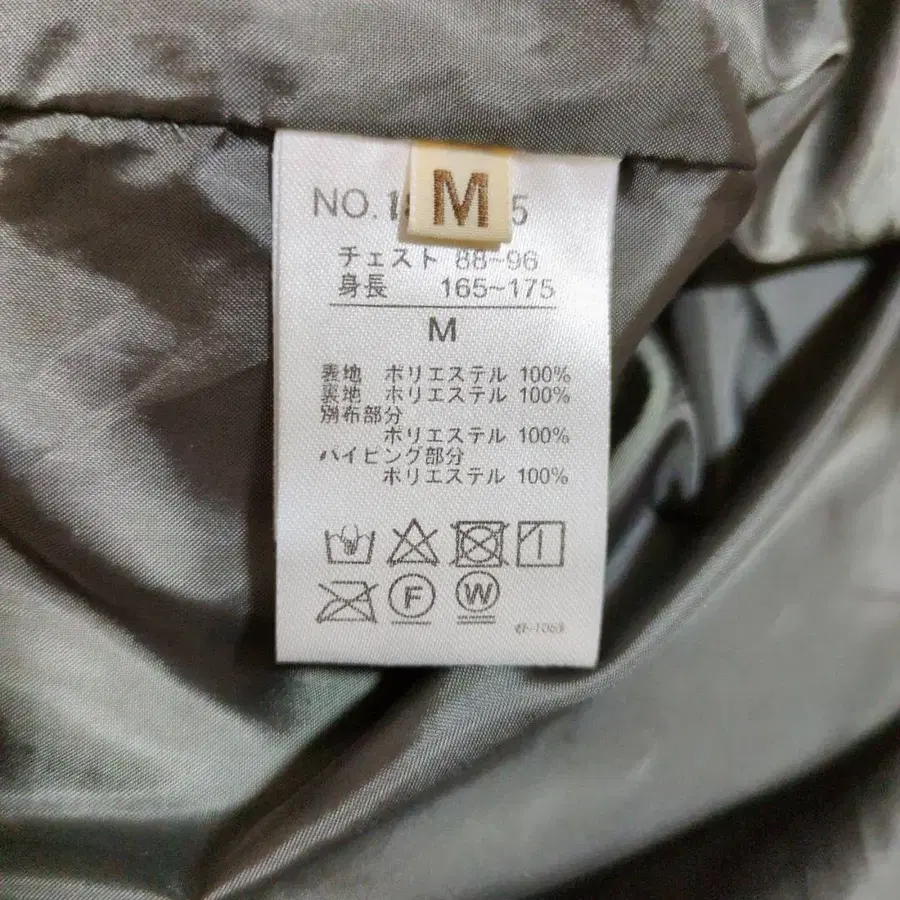 M
NO.
チェスト 88~96
身長 165~175
M
表地 ポリエステル 100%
裏地 ポリエステル 100%
別布部分
ポリエステル 100%
パイピング部分
ポリエステル 100%
F W